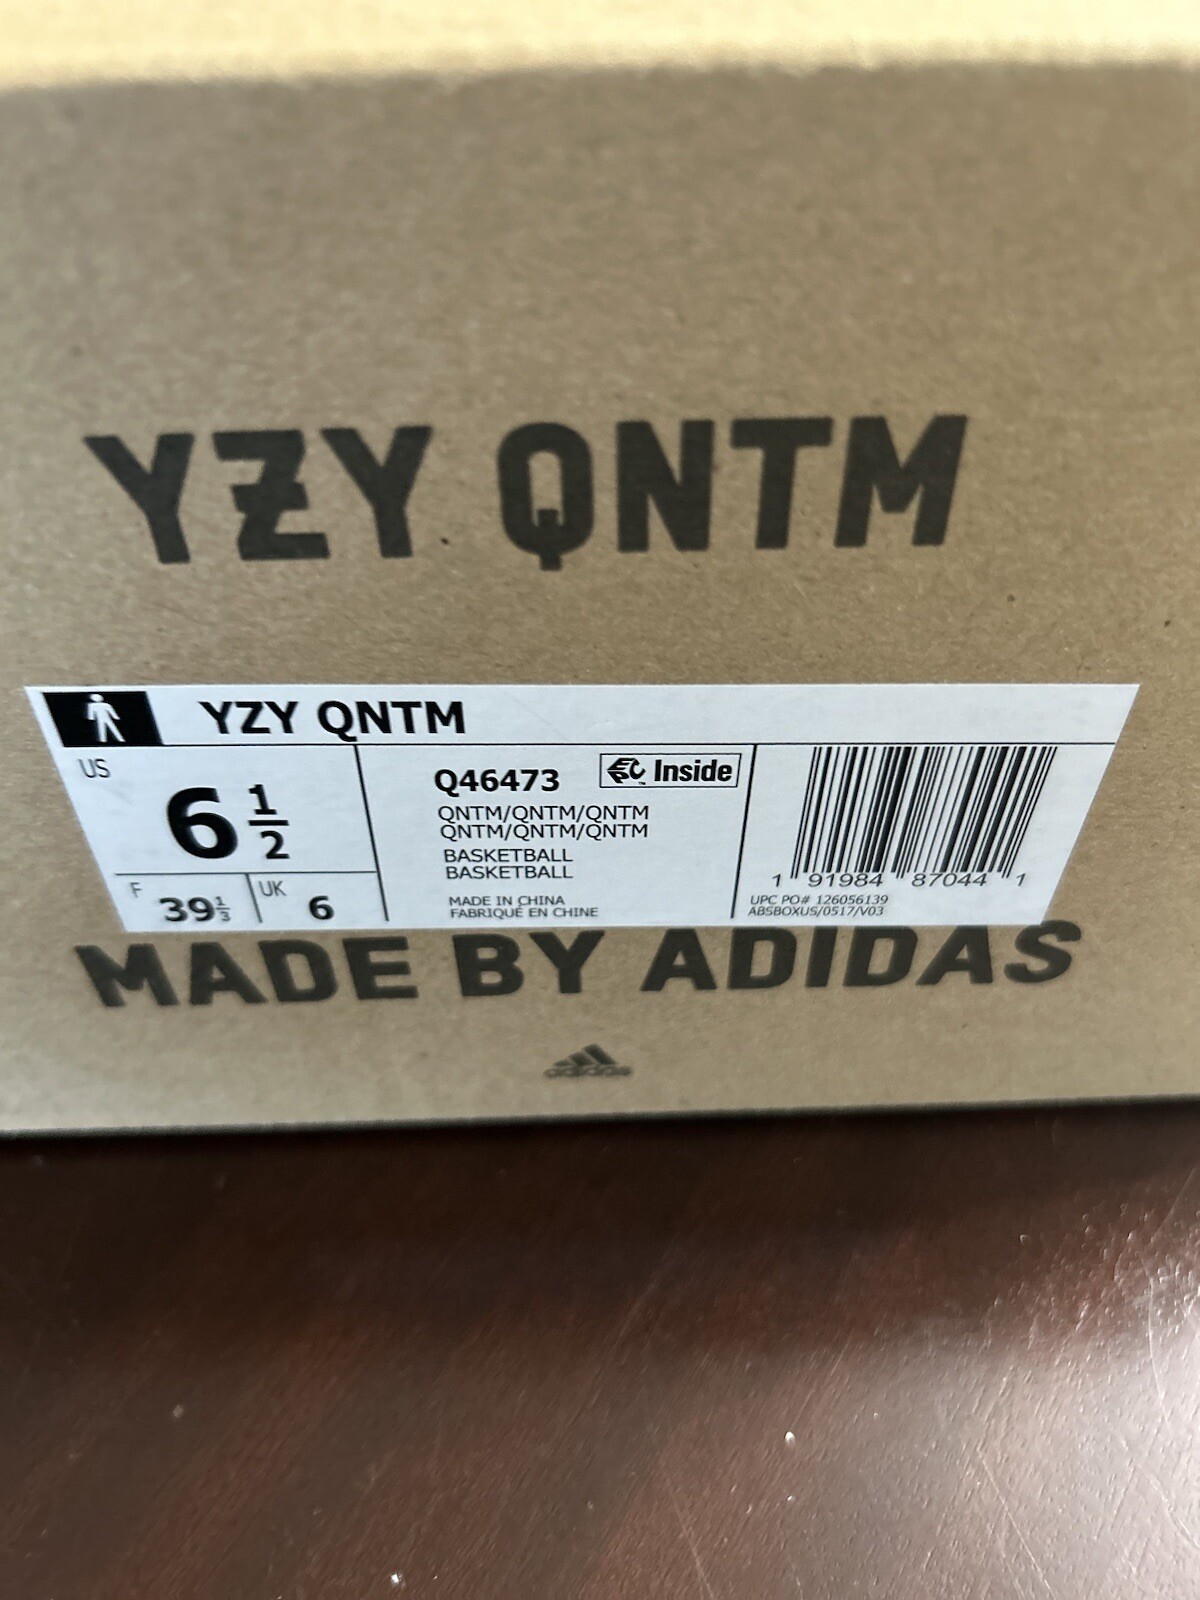 YZY QNTM
YZY QNTM
US
6 1/2
F 39 1/3
UK 6
Q46473
Inside
QNTM/QNTM/QNTM
QNTM/QNTM/QNTM
BASKETBALL
BASKETBALL
MADE IN CHINA
FABRIQUÉ EN CHINE
1 91984 87044 1
UPC PO# 126056139
ABSBOXUS/0517/V03
MADE BY ADIDAS
adidas